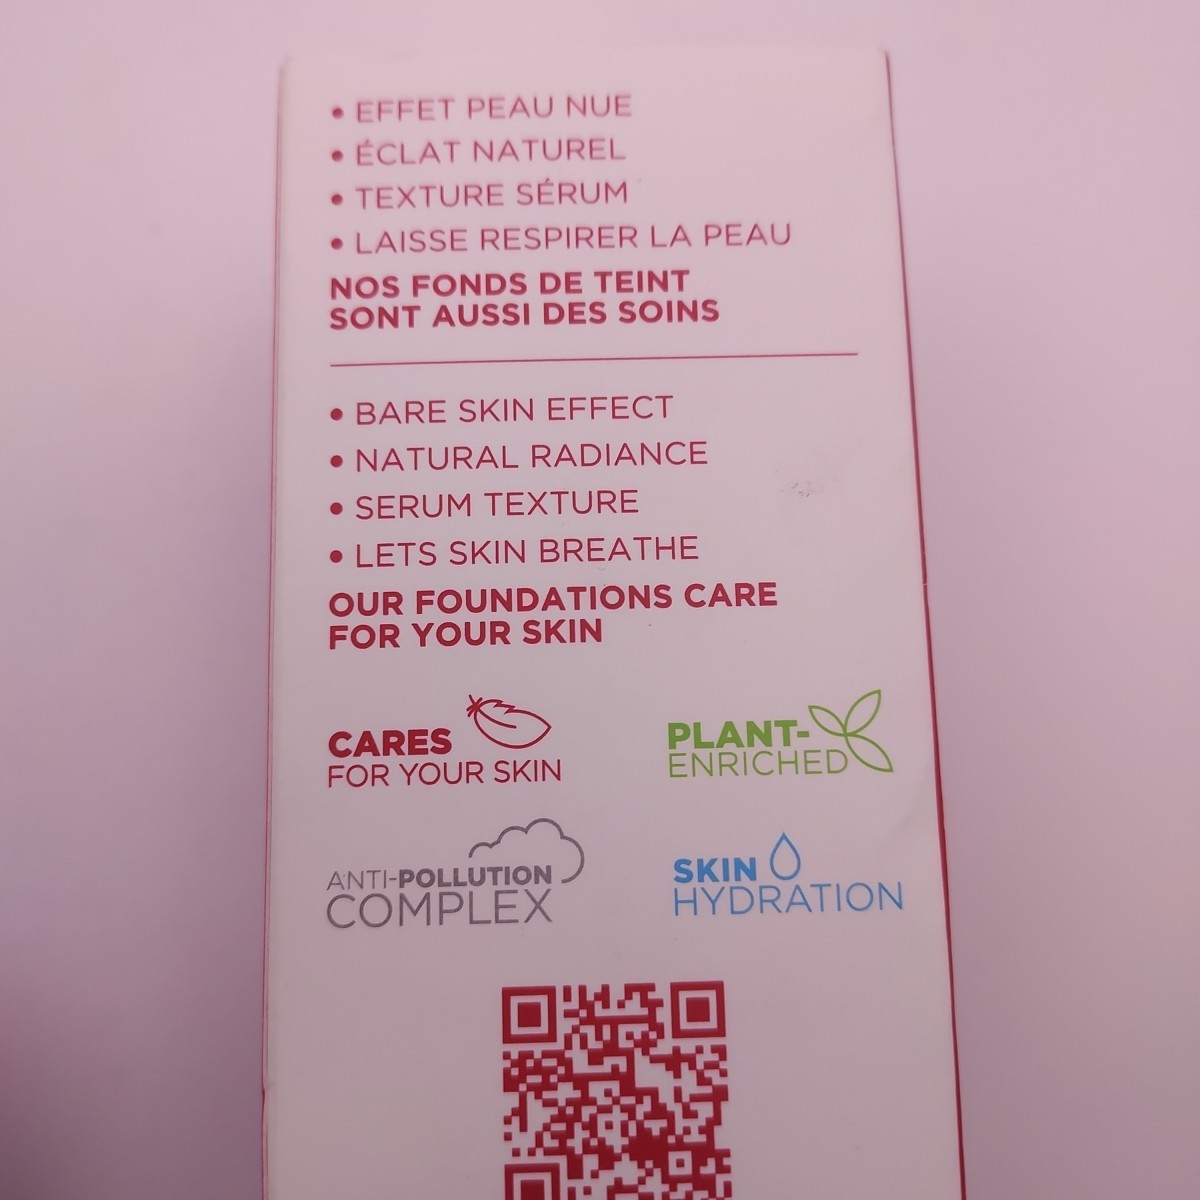 • EFFET PEAU NUE
• ÉCLAT NATUREL
• TEXTURE SÉRUM
• LAISSE RESPIRER LA PEAU
NOS FONDS DE TEINT
SONT AUSSI DES SOINS
• BARE SKIN EFFECT
• NATURAL RADIANCE
• SERUM TEXTURE
• LETS SKIN BREATHE
OUR FOUNDATIONS CARE
FOR YOUR SKIN
CARES
FOR YOUR SKIN
PLANT-
ENRICHED
ANTI-POLLUTION
COMPLEX
SKIN
HYDRATION